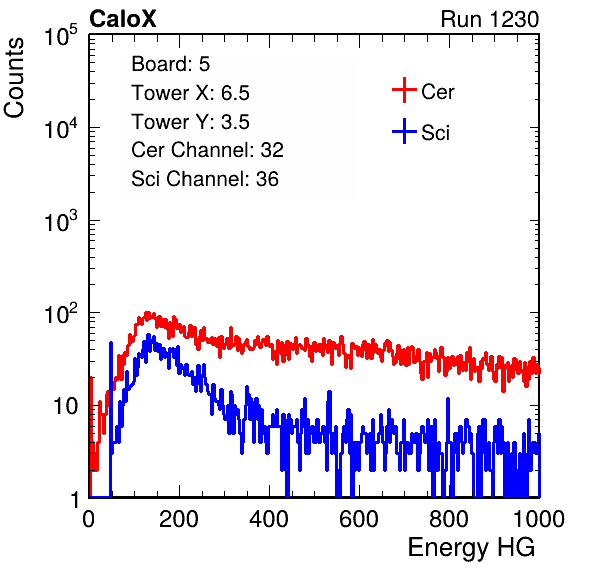 CaloX Run 1230
Counts
Board: 5
Tower X: 6.5
Tower Y: 3.5
Cer Channel: 32
Sci Channel: 36
Cer
Sci
10^5
10^4
10^3
10^2
10
1
0 200 400 600 800 1000
Energy HG